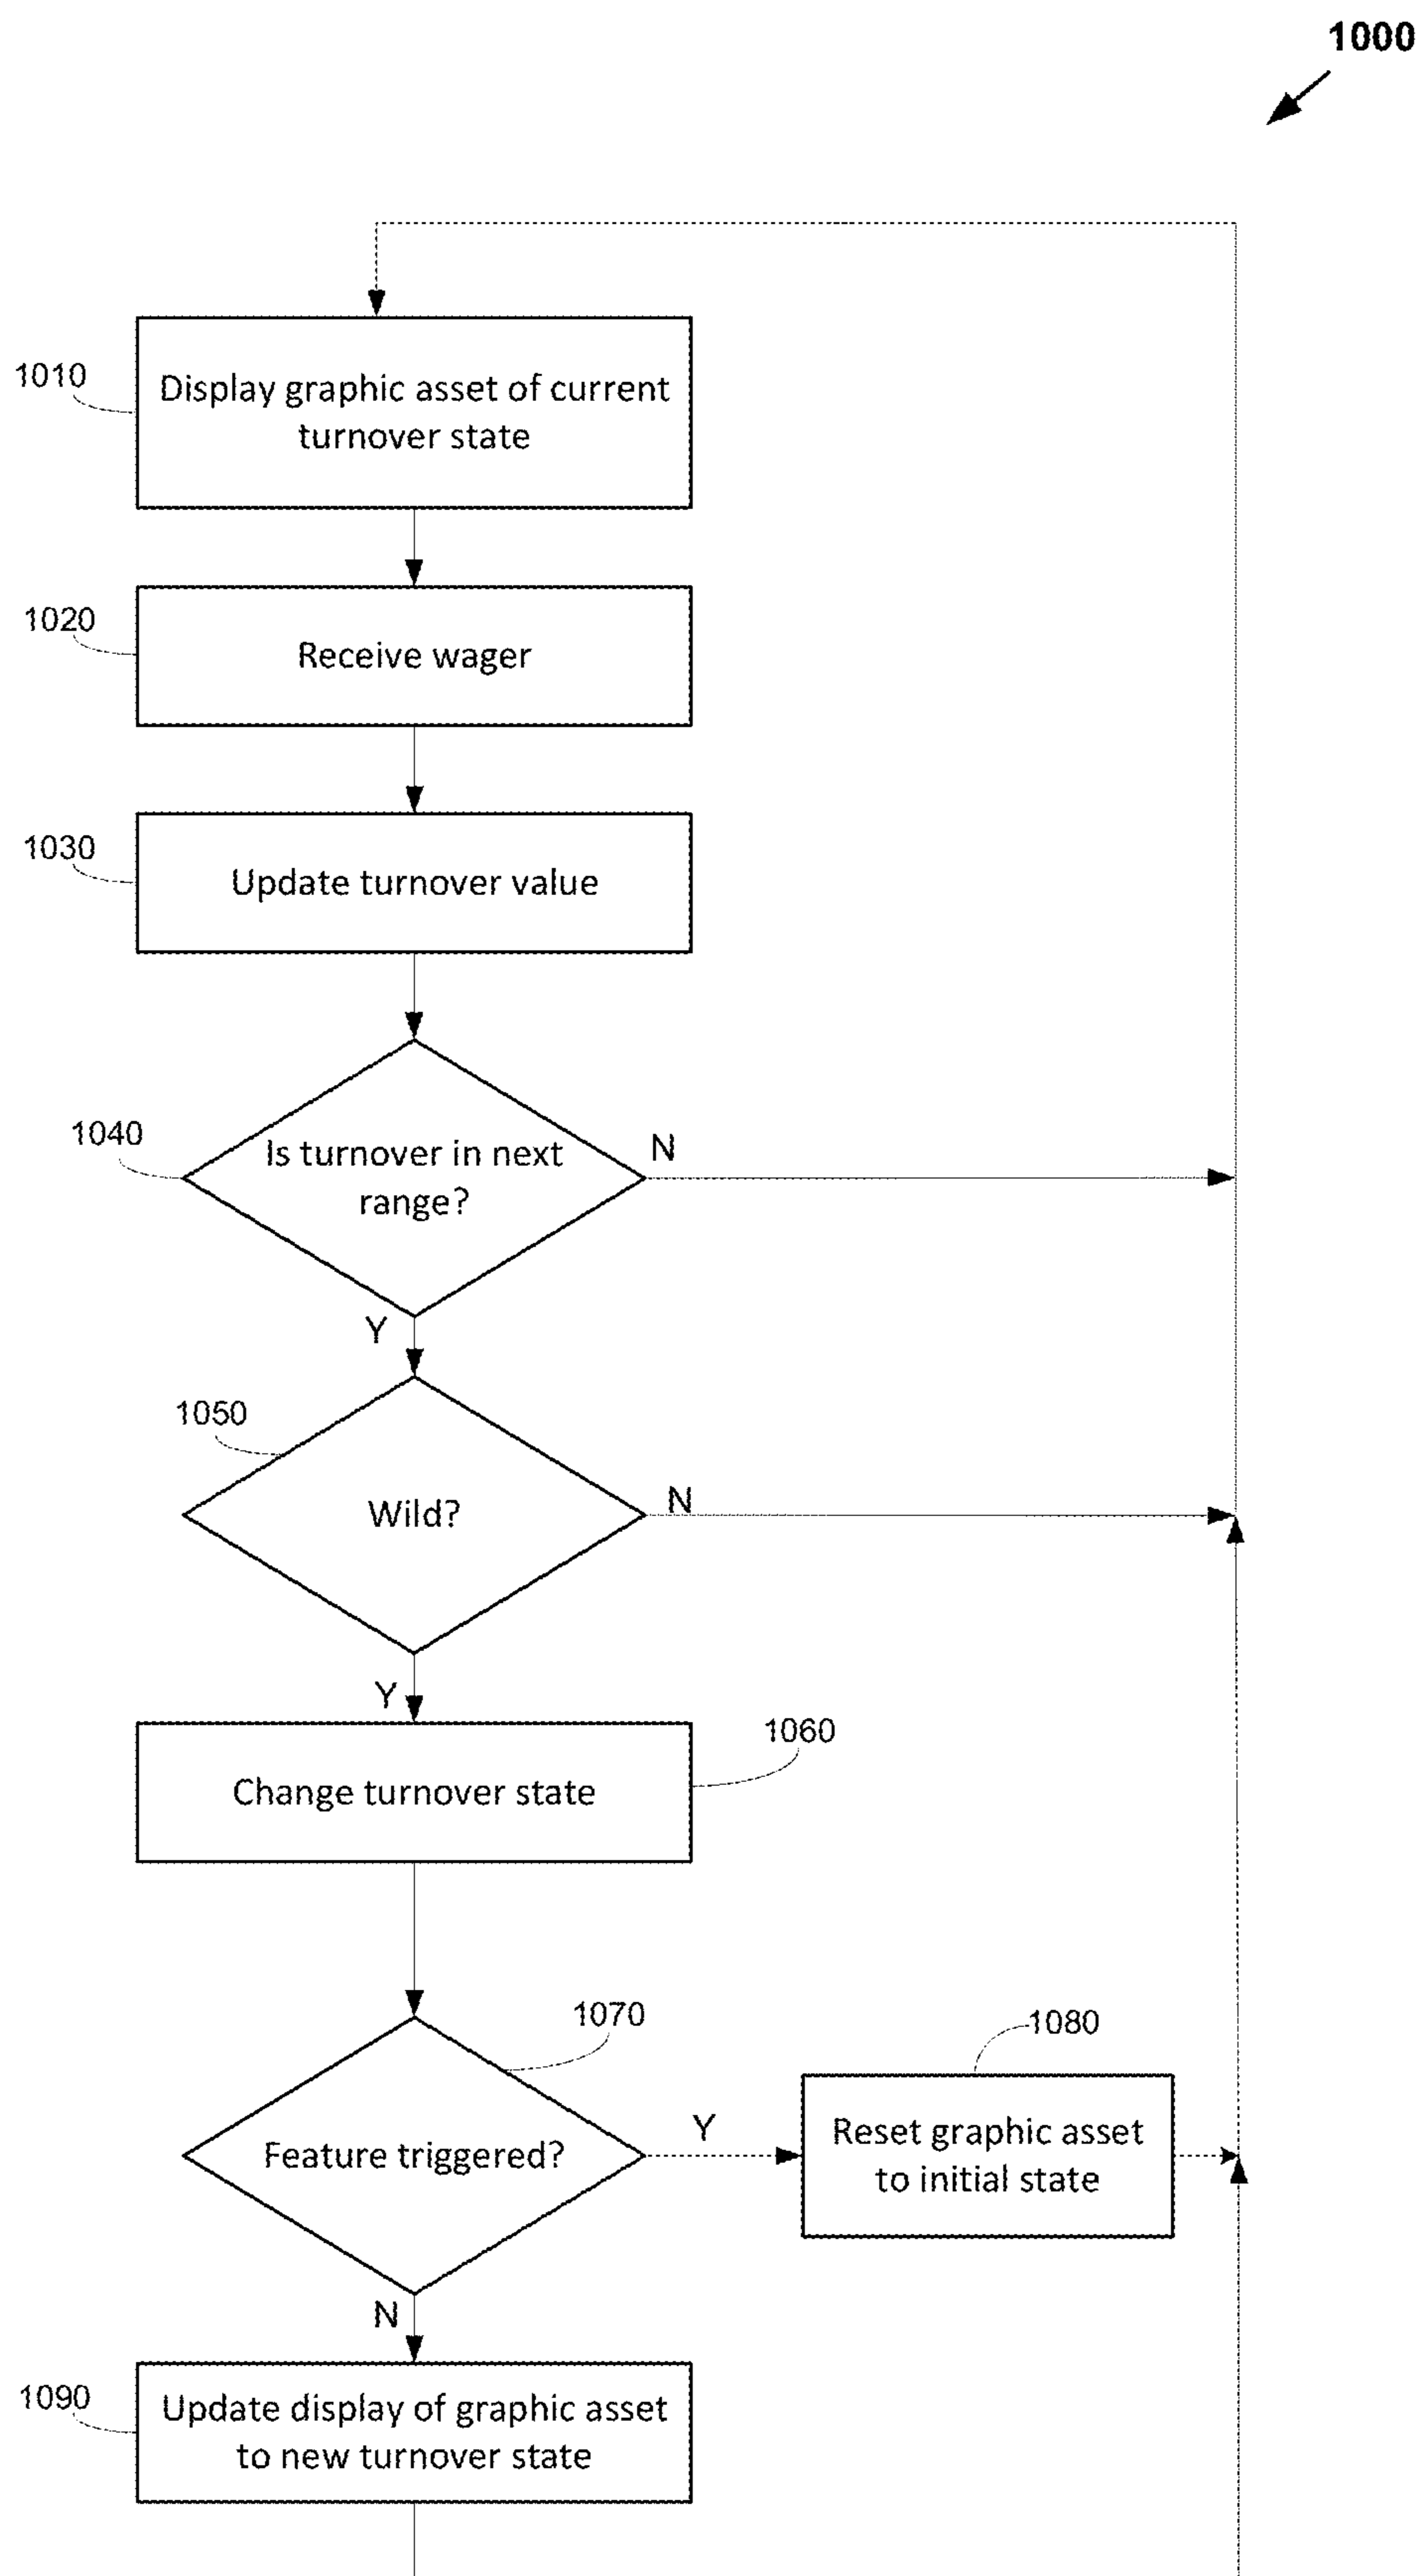 1000
1010
Display graphic asset of current
turnover state
1020
Receive wager
1030
Update turnover value
1040
Is turnover in next
range?
N
Y
1050
Wild?
N
Y
1060
Change turnover state
1070
Feature triggered?
Y
1080
Reset graphic asset
to initial state
N
1090
Update display of graphic asset
to new turnover state